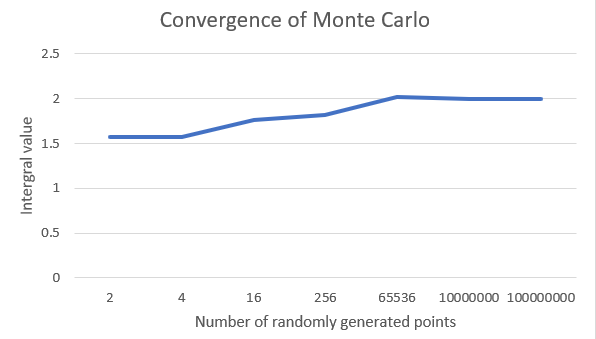 Convergence of Monte Carlo
2.5
2
1.5
1
0.5
0
Intergral value
2 4 16 256 65536 10000000 100000000
Number of randomly generated points